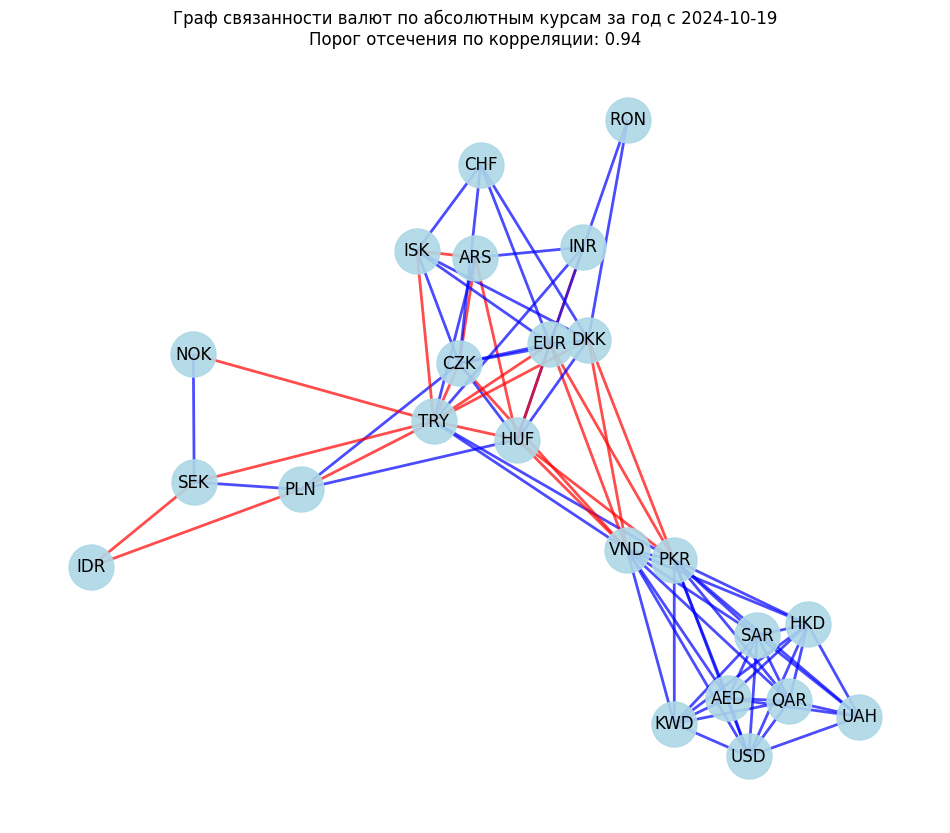 Граф связанности валют по абсолютным курсам за год с 2024-10-19
Порог отсечения по корреляции: 0.94
RON
CHF
ISK
ARS
INR
NOK
CZK
EUR
DKK
TRY
HUF
SEK
PLN
IDR
VND
PKR
SAR
HKD
KWD
AED
QAR
UAH
USD